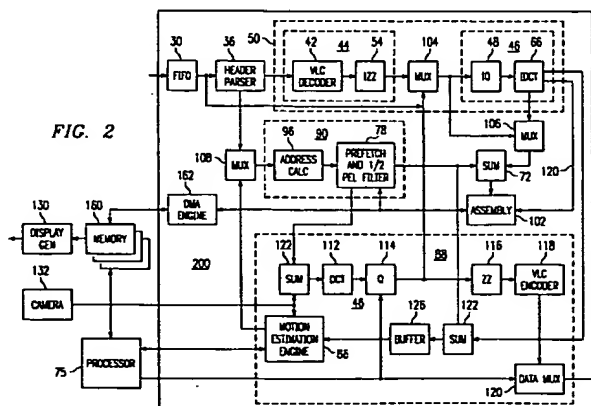 50
30
36
42
44
54
104
48
46
66
FIFO
HEADER
PARSER
VLC
DECODER
IZZ
MUX
IQ
IDCT
FIG. 2
96
90
78
106
108
MUX
ADDRESS
CALC
PREFETCH
AND 1/2
PEL FILTER
MUX
SUM
72
120
162
DMA
ENGINE
ASSEMBLY
102
130
160
DISPLAY
GEN
MEMORY
200
122
112
114
88
116
118
SUM
DCT
Q
ZZ
VLC
ENCODER
132
CAMERA
46
126
122
MOTION
ESTIMATION
ENGINE
BUFFER
SUM
PROCESSOR
75
DATA MUX
120